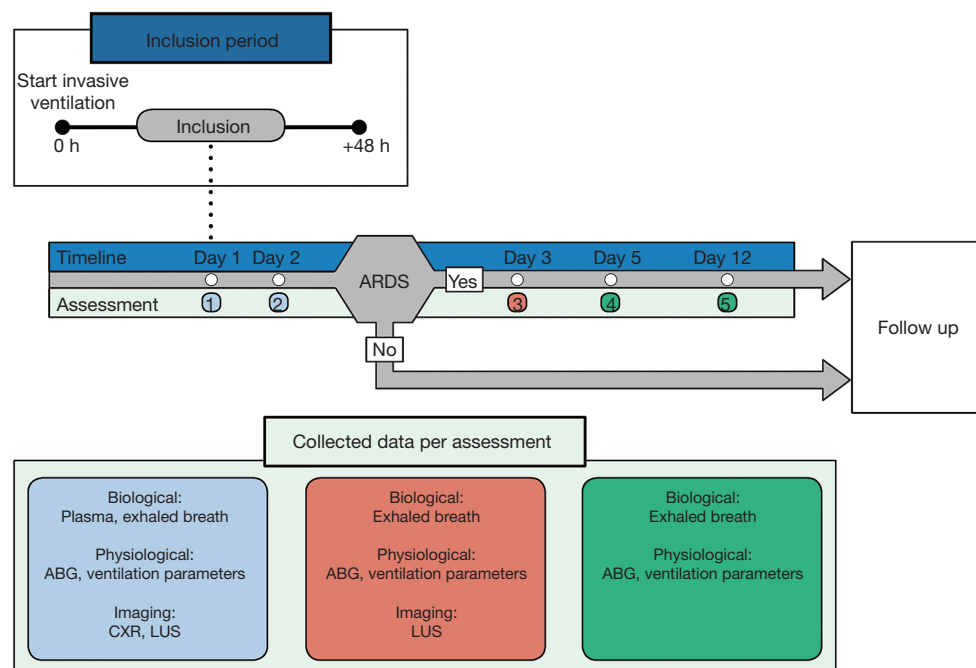 Inclusion period
Start invasive
ventilation
Inclusion
0 h
+48 h
Timeline Day 1 Day 2 Day 3 Day 5 Day 12
ARDS
Yes
Assessment 1 2 3 4 5
No
Follow up
Collected data per assessment
Biological:
Plasma, exhaled breath
Physiological:
ABG, ventilation parameters
Imaging:
CXR, LUS
Biological:
Exhaled breath
Physiological:
ABG, ventilation parameters
Imaging:
LUS
Biological:
Exhaled breath
Physiological:
ABG, ventilation parameters